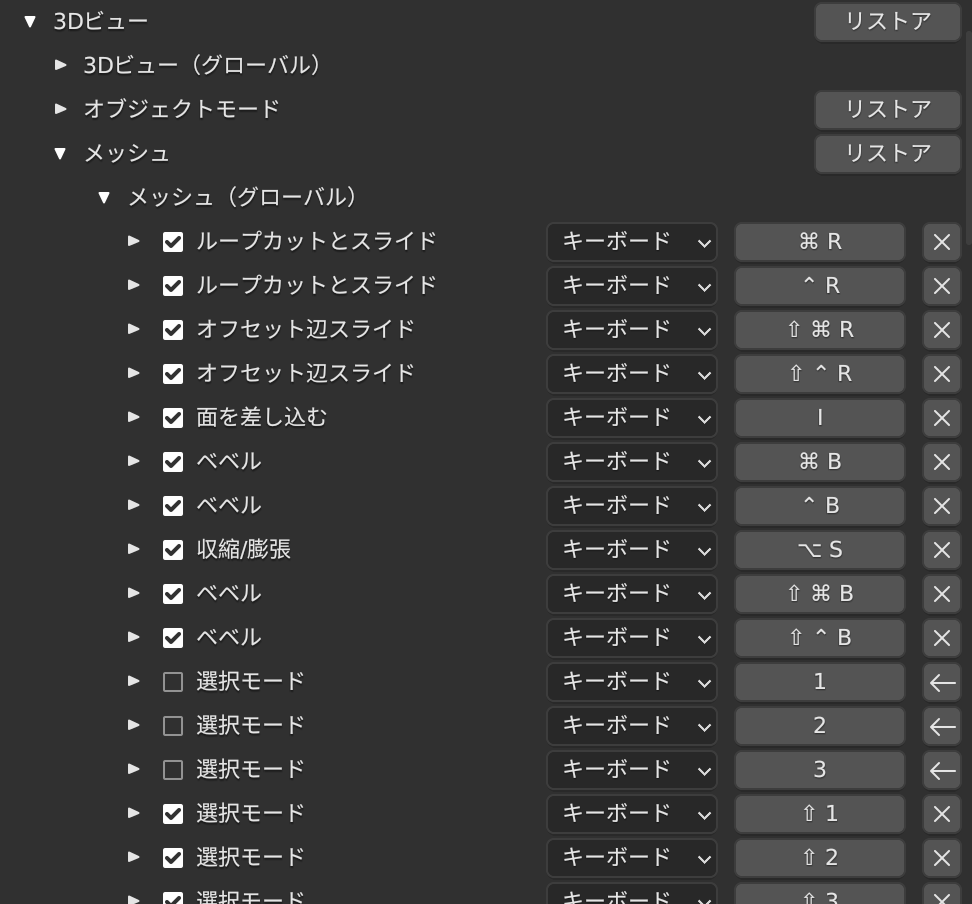 3Dビュー リストア
3Dビュー（グローバル）
オブジェクトモード リストア
メッシュ リストア
メッシュ（グローバル）
ループカットとスライド キーボード ⌘ R
ループカットとスライド キーボード ⌃ R
オフセット辺スライド キーボード ⇧ ⌘ R
オフセット辺スライド キーボード ⇧ ⌃ R
面を差し込む キーボード I
ベベル キーボード ⌘ B
ベベル キーボード ⌃ B
収縮/膨張 キーボード ⌥ S
ベベル キーボード ⇧ ⌘ B
ベベル キーボード ⇧ ⌃ B
選択モード キーボード 1
選択モード キーボード 2
選択モード キーボード 3
選択モード キーボード ⇧ 1
選択モード キーボード ⇧ 2
選択モード キーボード ⇧ 3